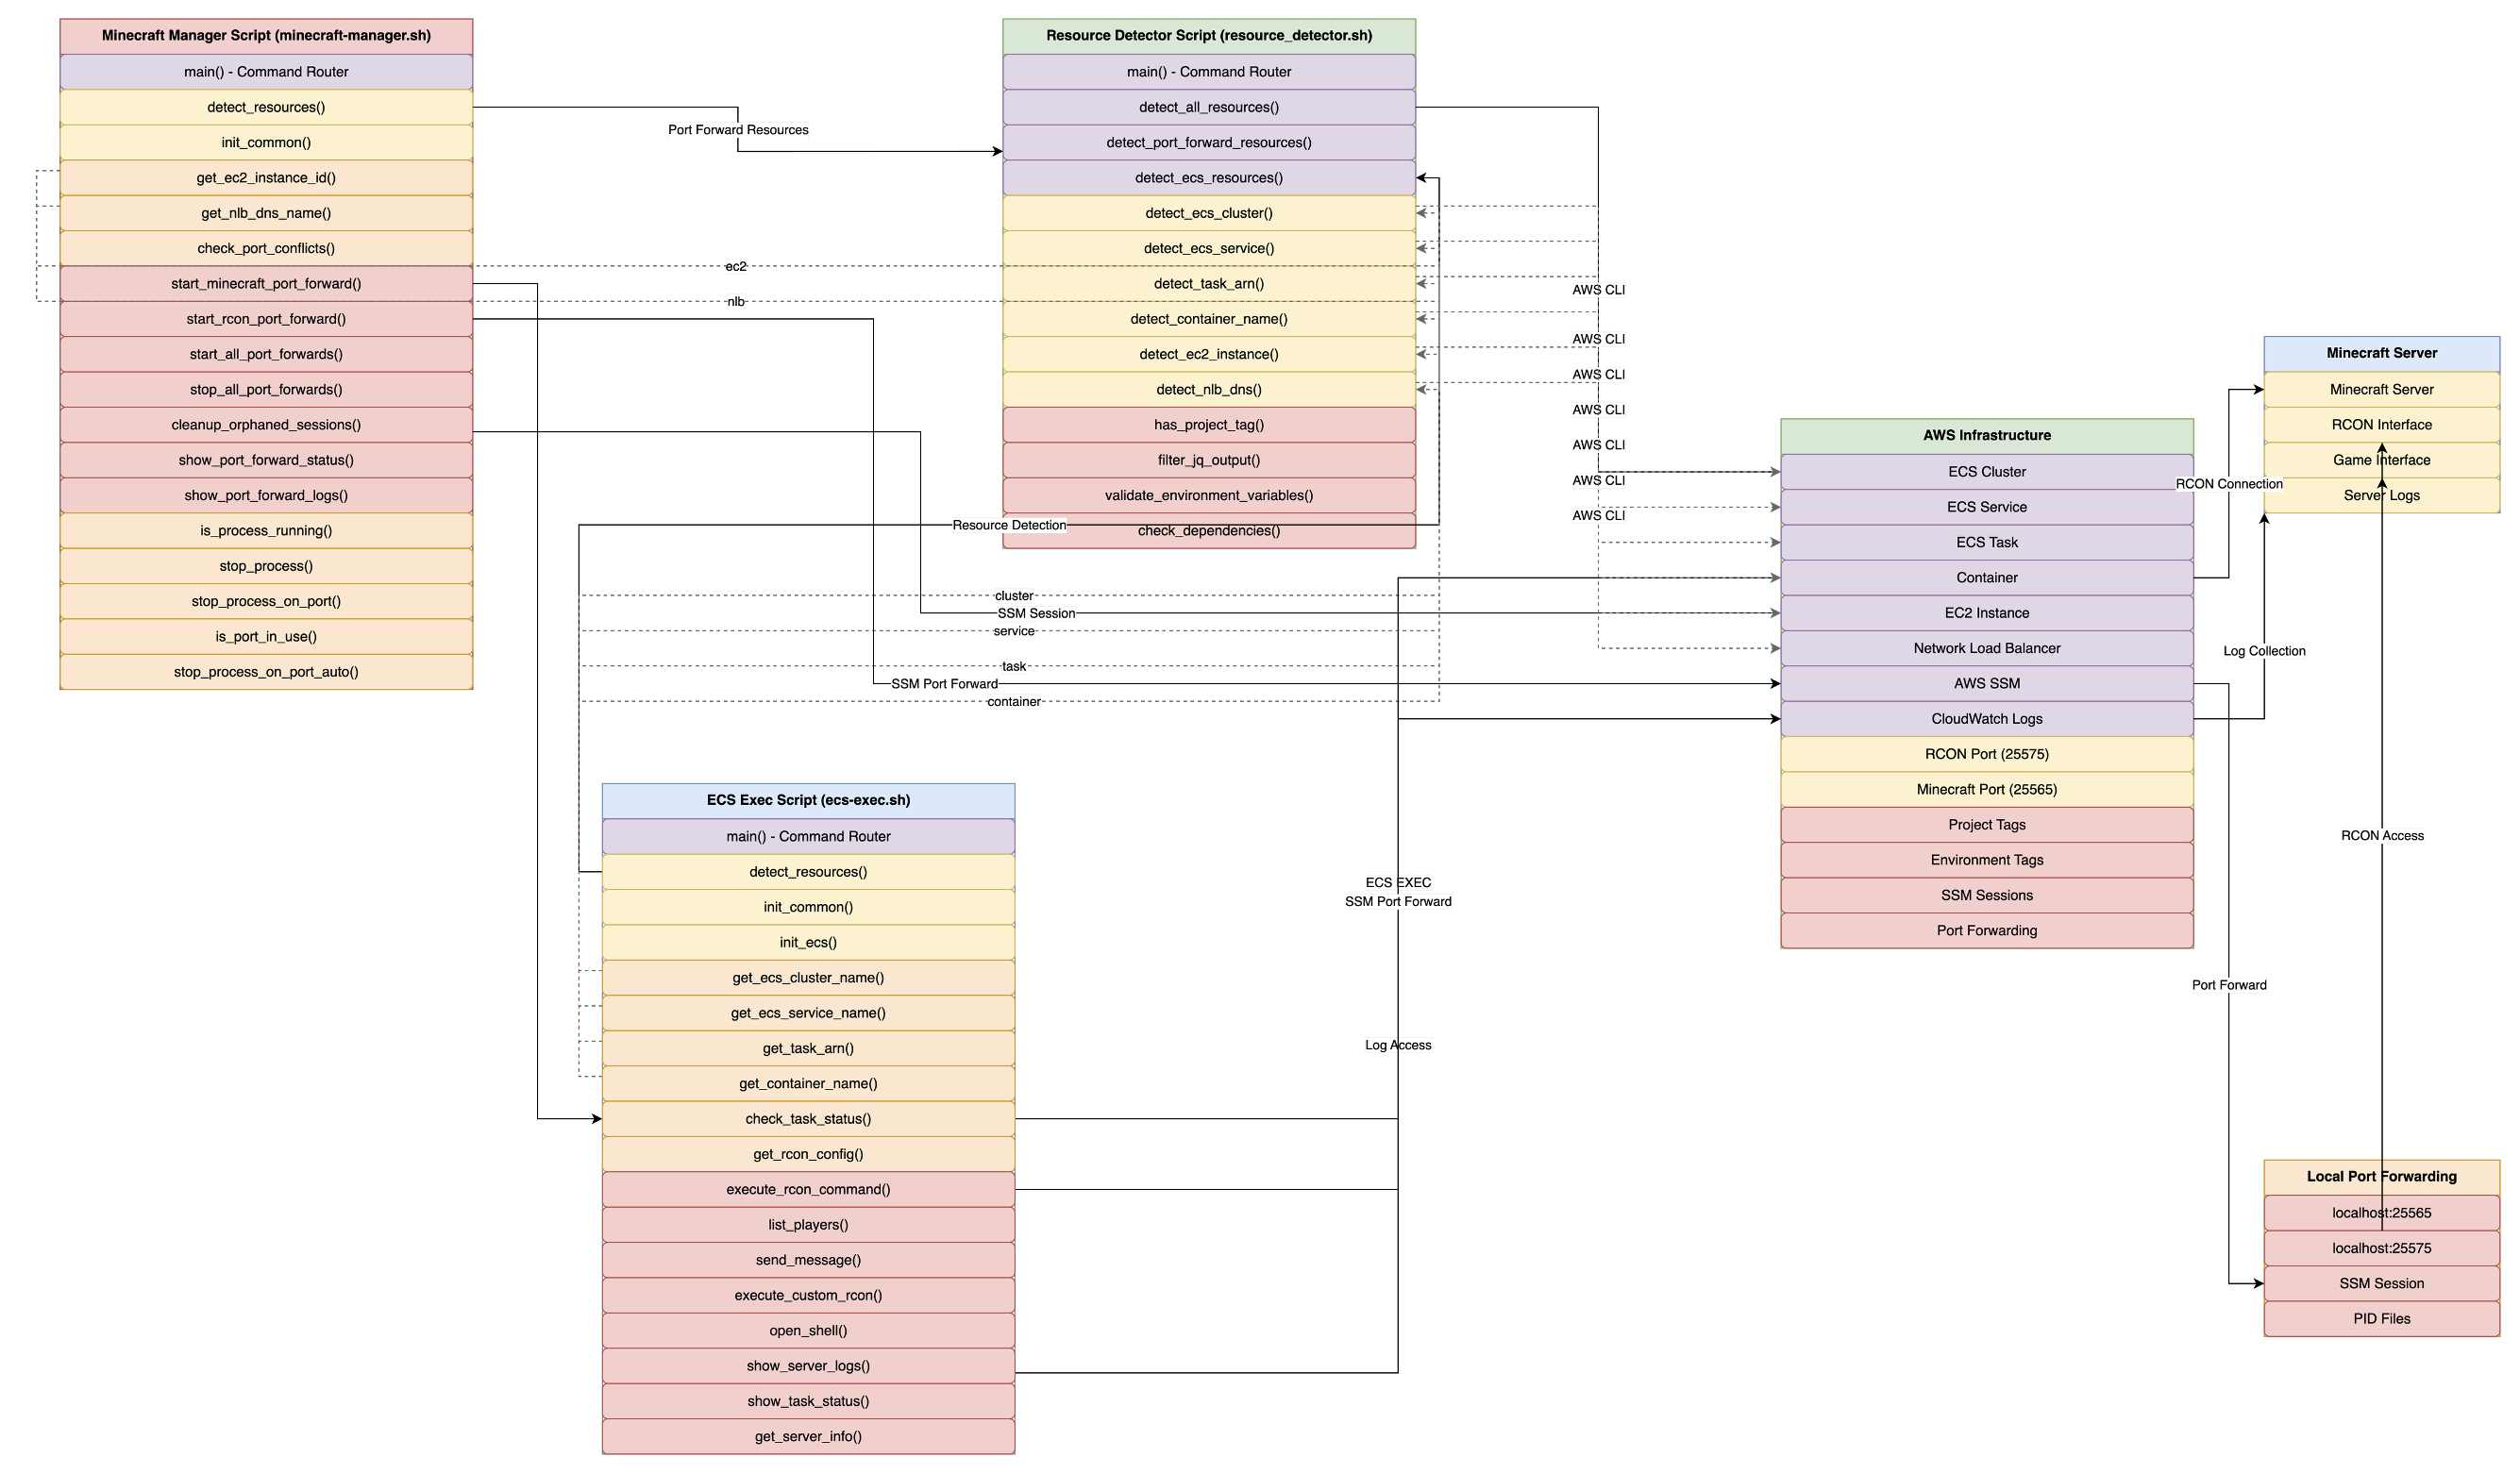 Minecraft Manager Script (minecraft-manager.sh)
main() - Command Router
detect_resources()
init_common()
get_ec2_instance_id()
get_nlb_dns_name()
check_port_conflicts()
start_minecraft_port_forward()
start_rcon_port_forward()
start_all_port_forwards()
stop_all_port_forwards()
cleanup_orphaned_sessions()
show_port_forward_status()
show_port_forward_logs()
is_process_running()
stop_process()
stop_process_on_port()
is_port_in_use()
stop_process_on_port_auto()
Port Forward Resources
ec2
nlb
Resource Detector Script (resource_detector.sh)
main() - Command Router
detect_all_resources()
detect_port_forward_resources()
detect_ecs_resources()
detect_ecs_cluster()
detect_ecs_service()
detect_task_arn()
detect_container_name()
detect_ec2_instance()
detect_nlb_dns()
has_project_tag()
filter_jq_output()
validate_environment_variables()
check_dependencies()
Resource Detection
cluster
SSM Session
service
task
SSM Port Forward
container
AWS CLI
AWS CLI
AWS CLI
AWS CLI
AWS CLI
AWS CLI
AWS CLI
ECS Exec Script (ecs-exec.sh)
main() - Command Router
detect_resources()
init_common()
init_ecs()
get_ecs_cluster_name()
get_ecs_service_name()
get_task_arn()
get_container_name()
check_task_status()
get_rcon_config()
execute_rcon_command()
list_players()
send_message()
execute_custom_rcon()
open_shell()
show_server_logs()
show_task_status()
get_server_info()
ECS EXEC
SSM Port Forward
Log Access
AWS Infrastructure
ECS Cluster
ECS Service
ECS Task
Container
EC2 Instance
Network Load Balancer
AWS SSM
CloudWatch Logs
RCON Port (25575)
Minecraft Port (25565)
Project Tags
Environment Tags
SSM Sessions
Port Forwarding
Minecraft Server
Minecraft Server
RCON Interface
Game Interface
Server Logs
RCON Connection
Log Collection
RCON Access
Port Forward
Local Port Forwarding
localhost:25565
localhost:25575
SSM Session
PID Files